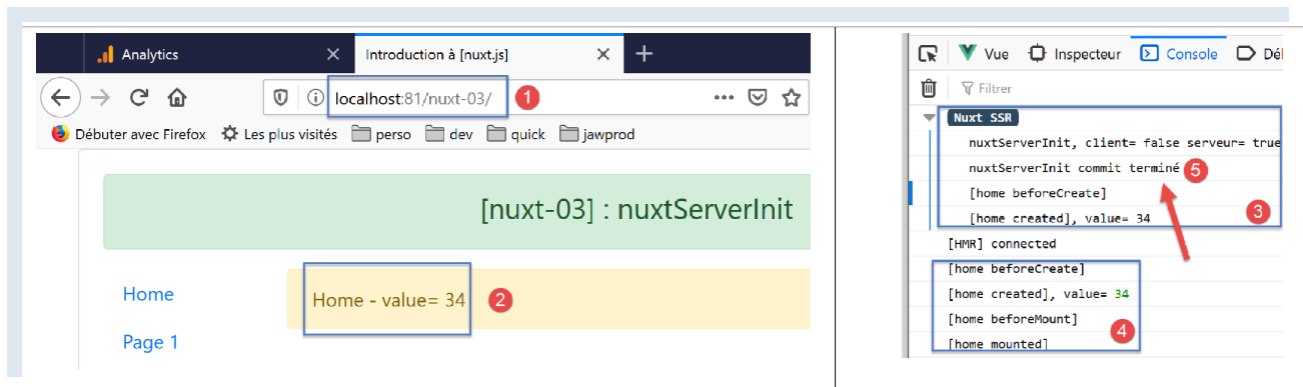 Analytics
Introduction à [nuxt.js]
localhost:81/nuxt-03/
1
Débuter avec Firefox
Les plus visités
perso
dev
quick
jawprod
[nuxt-03] : nuxtServerInit
Home
Page 1
Home - value= 34
2
Vue
Inspecteur
Console
Dé
Filtrer
Nuxt SSR
nuxtServerInit, client= false serveur= true
nuxtServerInit commit terminé
5
[home beforeCreate]
[home created], value= 34
3
[HMR] connected
[home beforeCreate]
[home created], value= 34
[home beforeMount]
4
[home mounted]